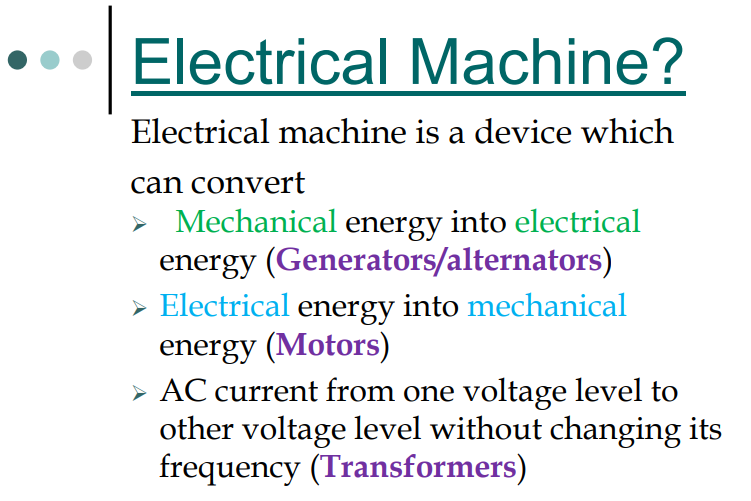 Electrical Machine?
Electrical machine is a device which
can convert
➢ Mechanical energy into electrical
energy (Generators/alternators)
➢ Electrical energy into mechanical
energy (Motors)
➢ AC current from one voltage level to
other voltage level without changing its
frequency (Transformers)